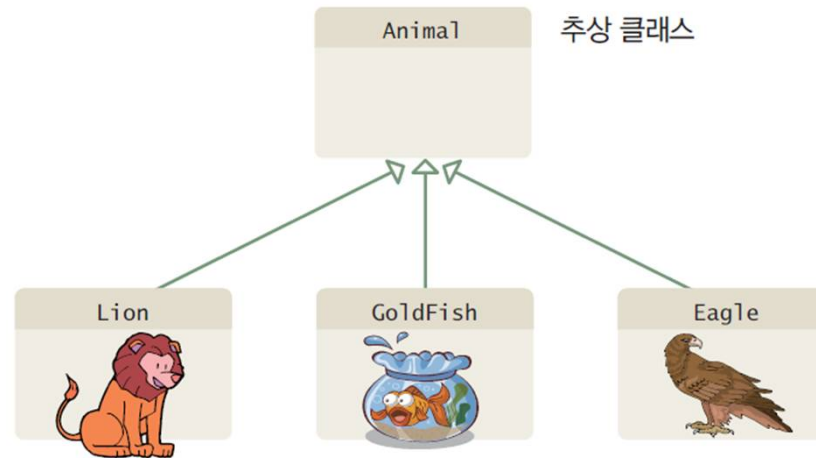 Animal
추상 클래스
Lion
GoldFish
Eagle